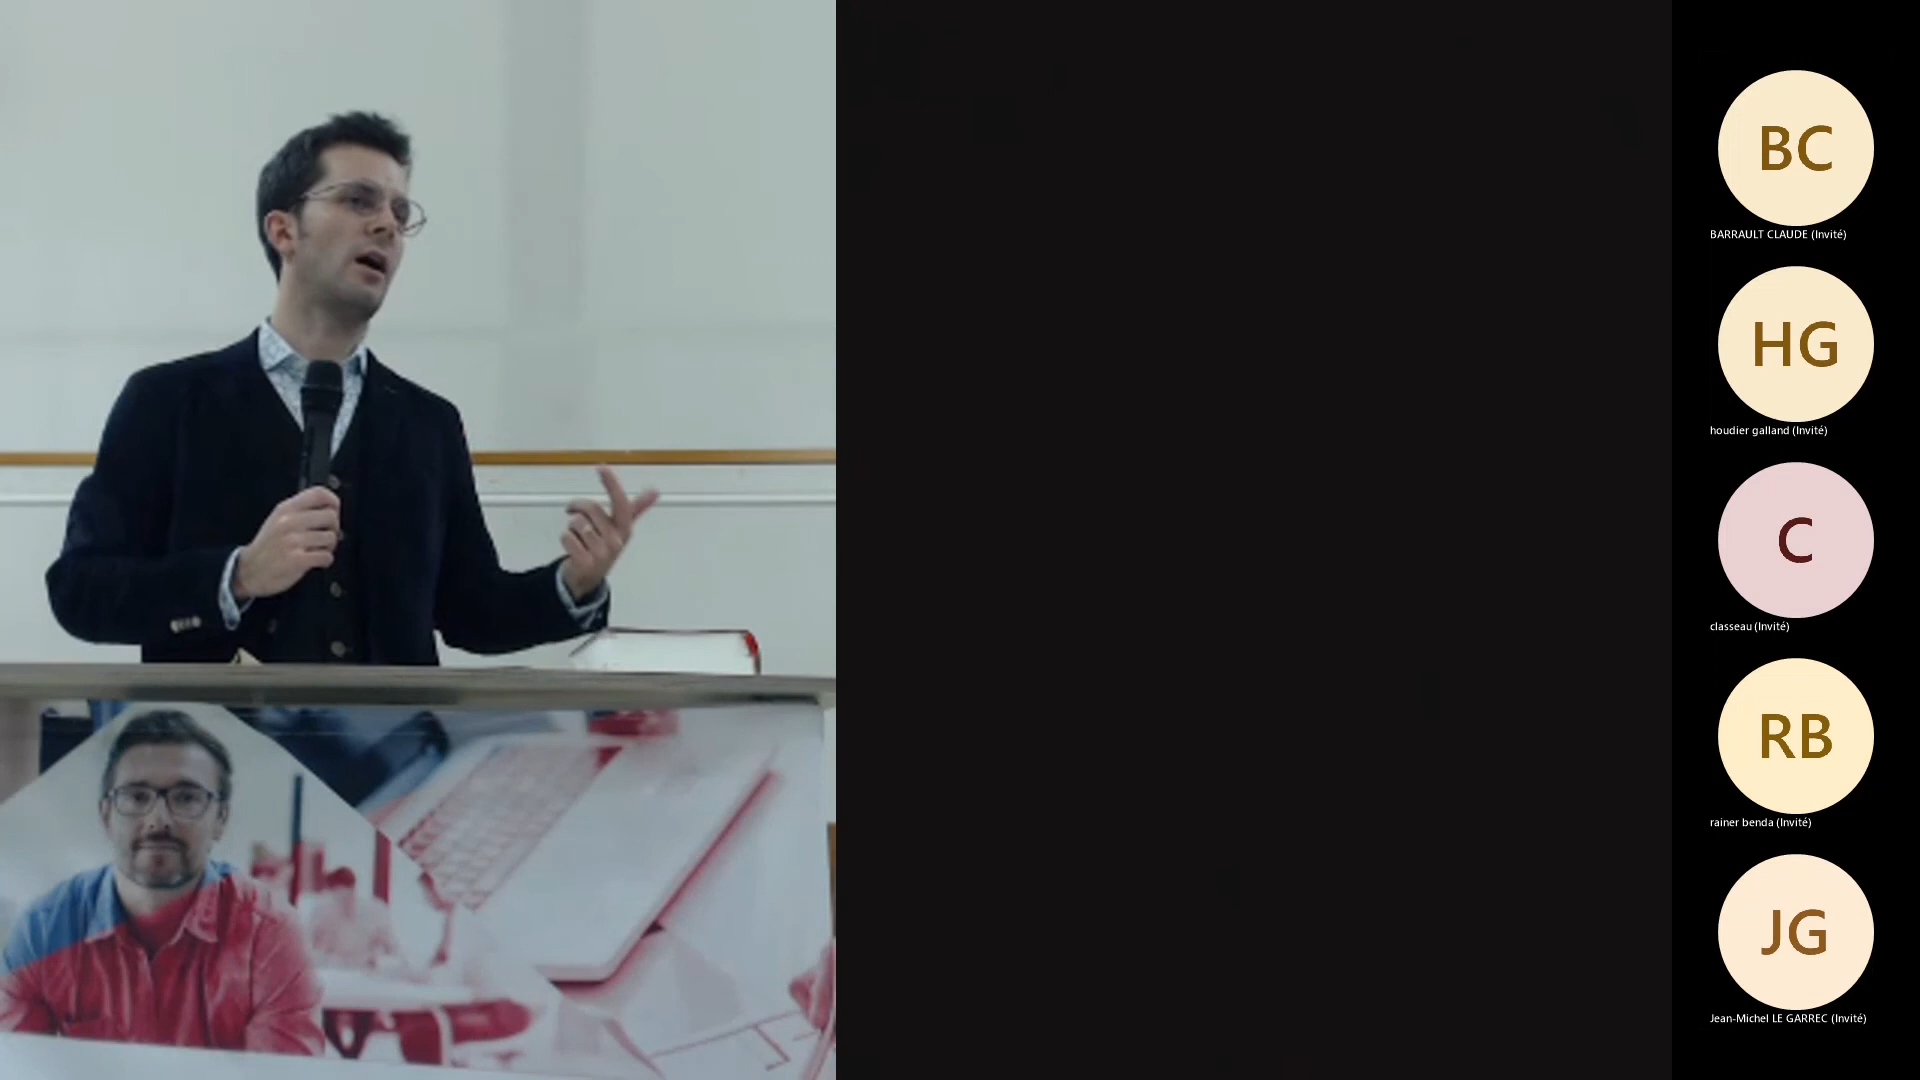 BC
BARRAULT CLAUDE (Invité)
HG
houdier galland (Invité)
C
classeau (Invité)
RB
rainer benda (Invité)
JG
Jean-Michel LE GARREC (Invité)